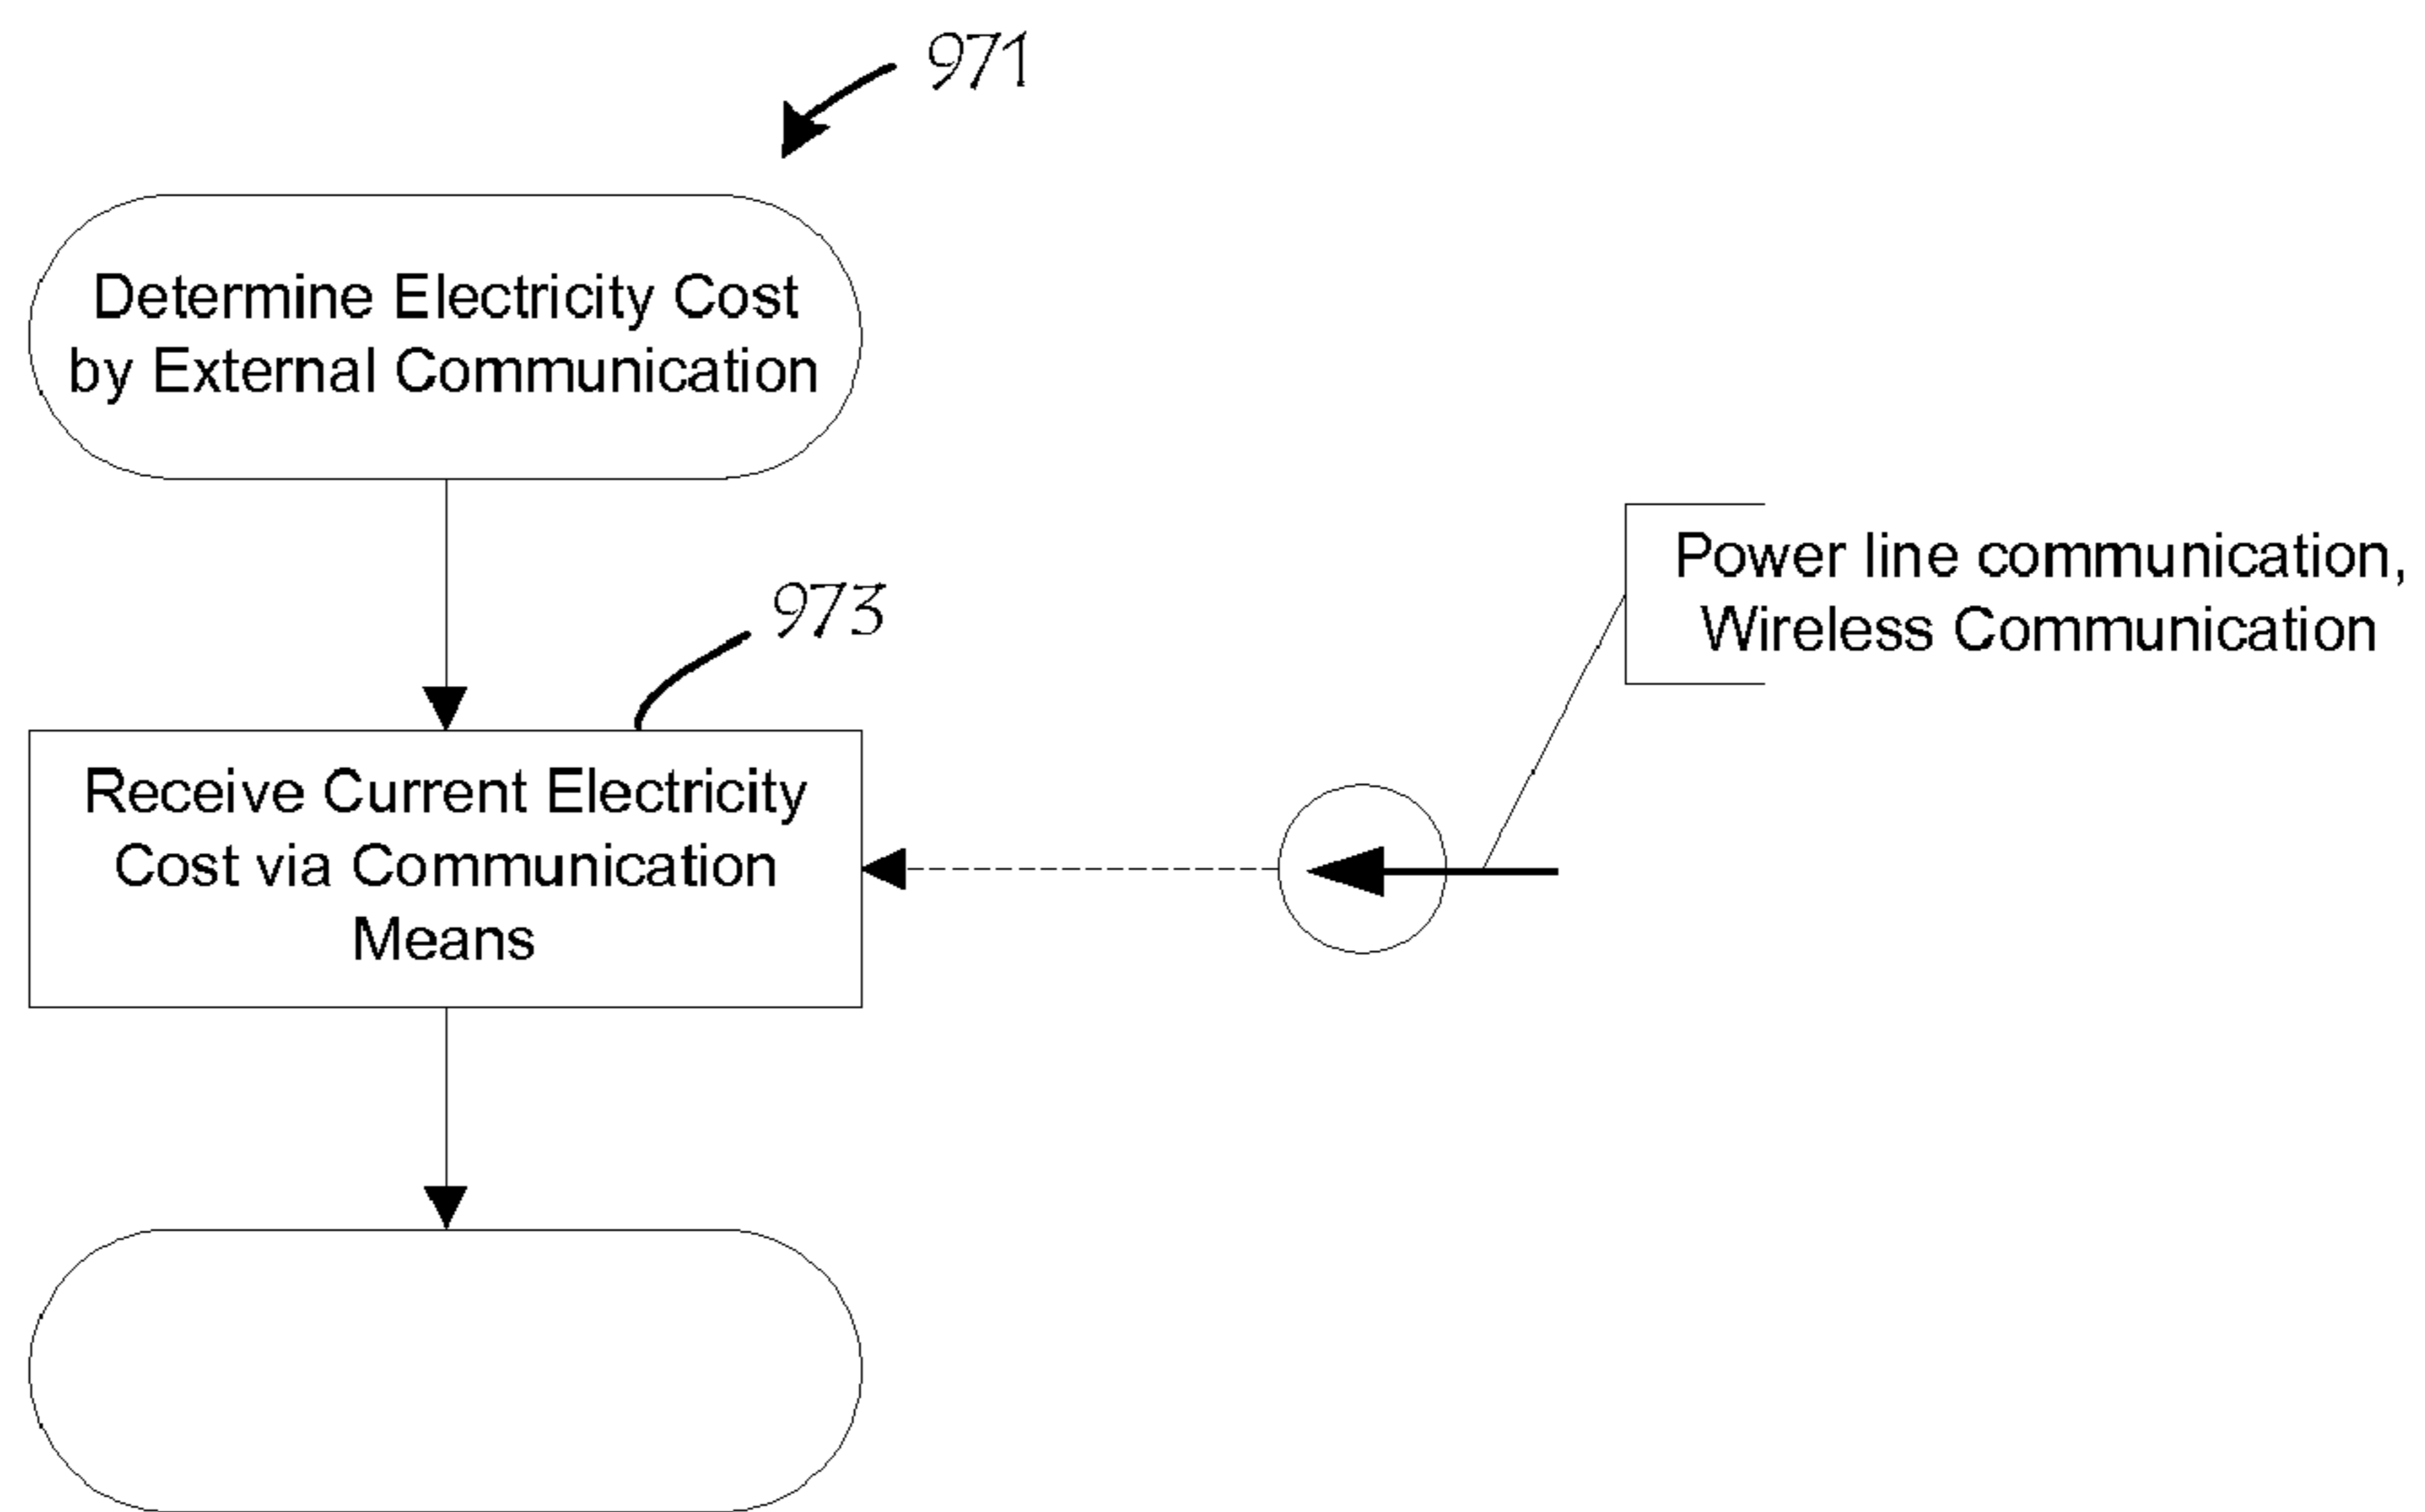 971
Determine Electricity Cost
by External Communication
Power line communication,
Wireless Communication
973
Receive Current Electricity
Cost via Communication
Means